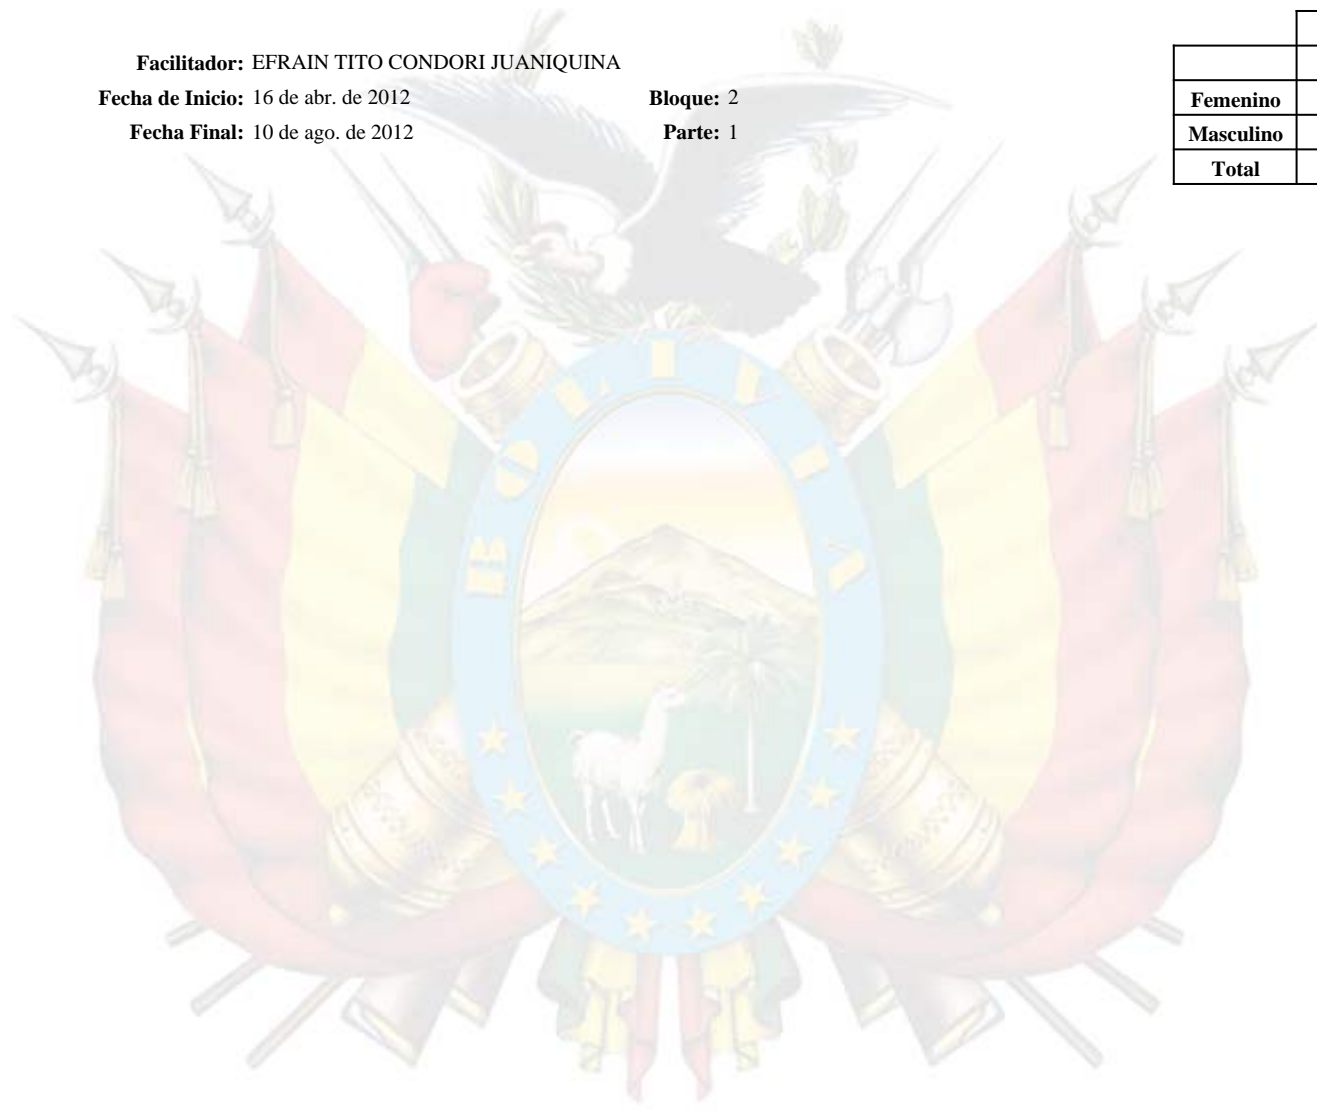 Facilitador: EFRAIN TITO CONDORI JUANIQUINA
Fecha de Inicio: 16 de abr. de 2012 Bloque: 2
Fecha Final: 10 de ago. de 2012 Parte: 1
Femenino
Masculino
Total
BOLIVIA